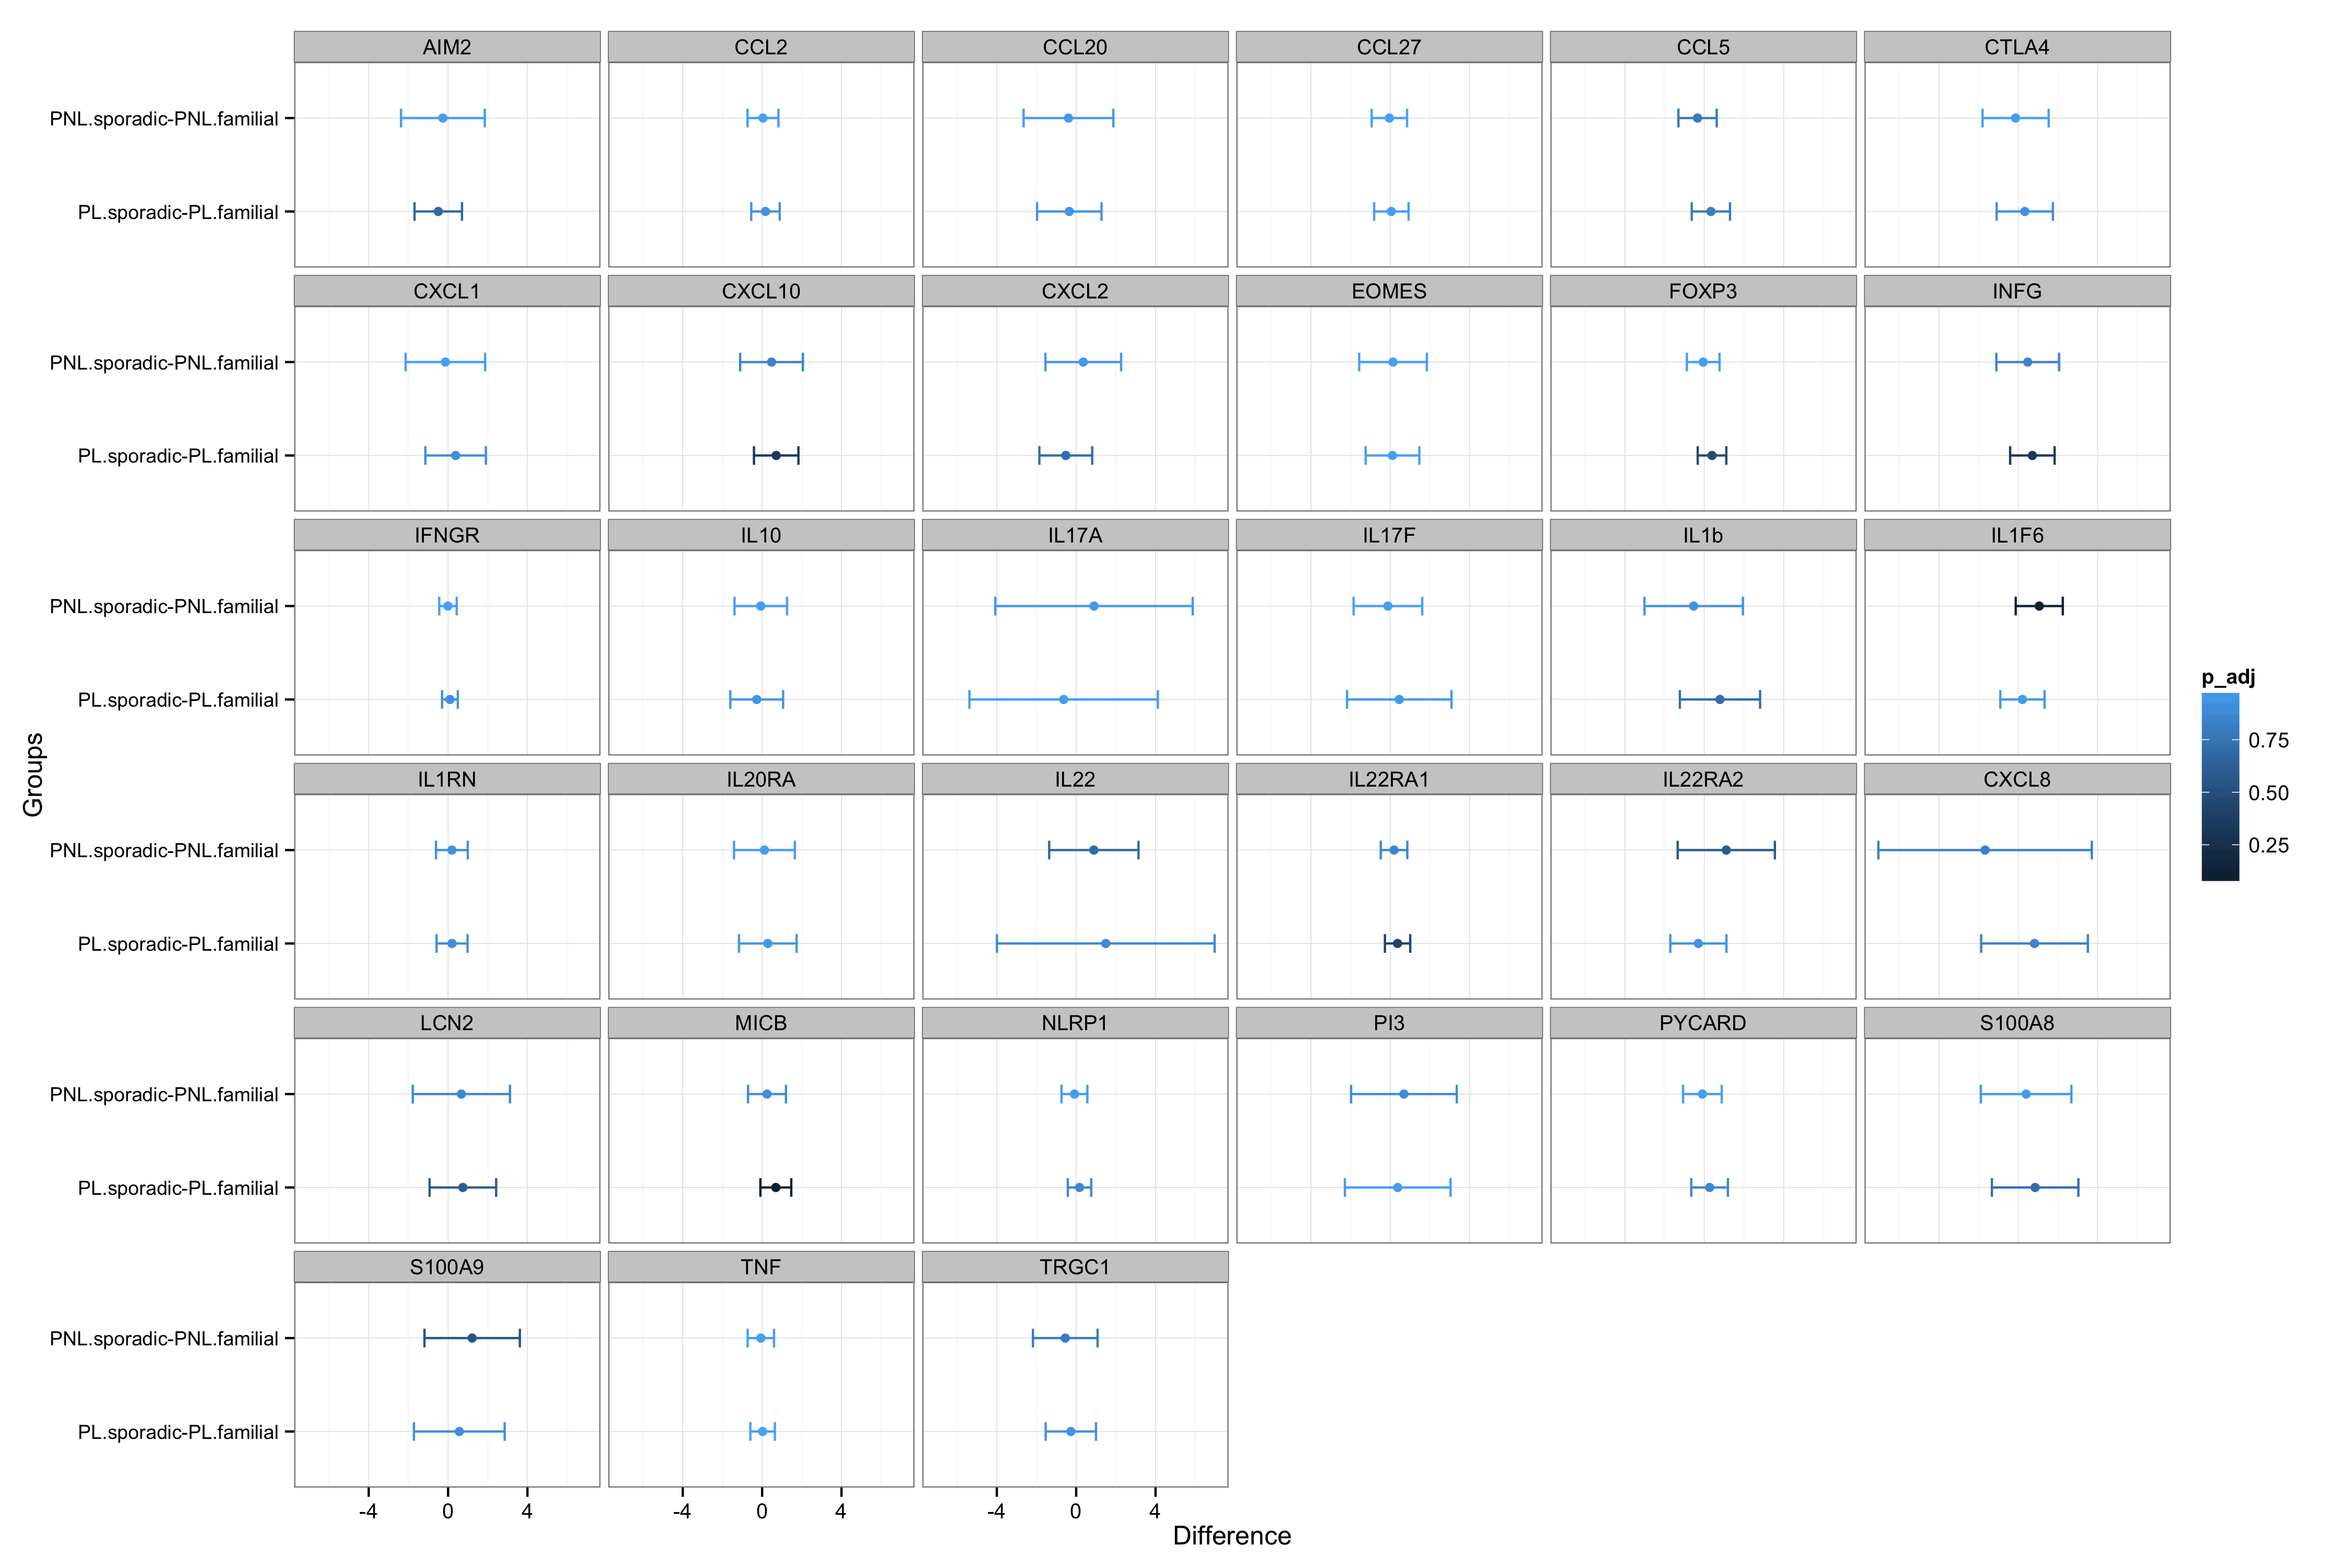 AIM2 CCL2 CCL20 CCL27 CCL5 CTLA4
PNL.sporadic-PNL.familial
PL.sporadic-PL.familial
CXCL1 CXCL10 CXCL2 EOMES FOXP3 INFG
PNL.sporadic-PNL.familial
PL.sporadic-PL.familial
IFNGR IL10 IL17A IL17F IL1b IL1F6
PNL.sporadic-PNL.familial
PL.sporadic-PL.familial
Groups
p_adj
0.75
0.50
0.25
IL1RN IL20RA IL22 IL22RA1 IL22RA2 CXCL8
PNL.sporadic-PNL.familial
PL.sporadic-PL.familial
LCN2 MICB NLRP1 PI3 PYCARD S100A8
PNL.sporadic-PNL.familial
PL.sporadic-PL.familial
S100A9 TNF TRGC1
PNL.sporadic-PNL.familial
PL.sporadic-PL.familial
-4 0 4 -4 0 4 -4 0 4
Difference